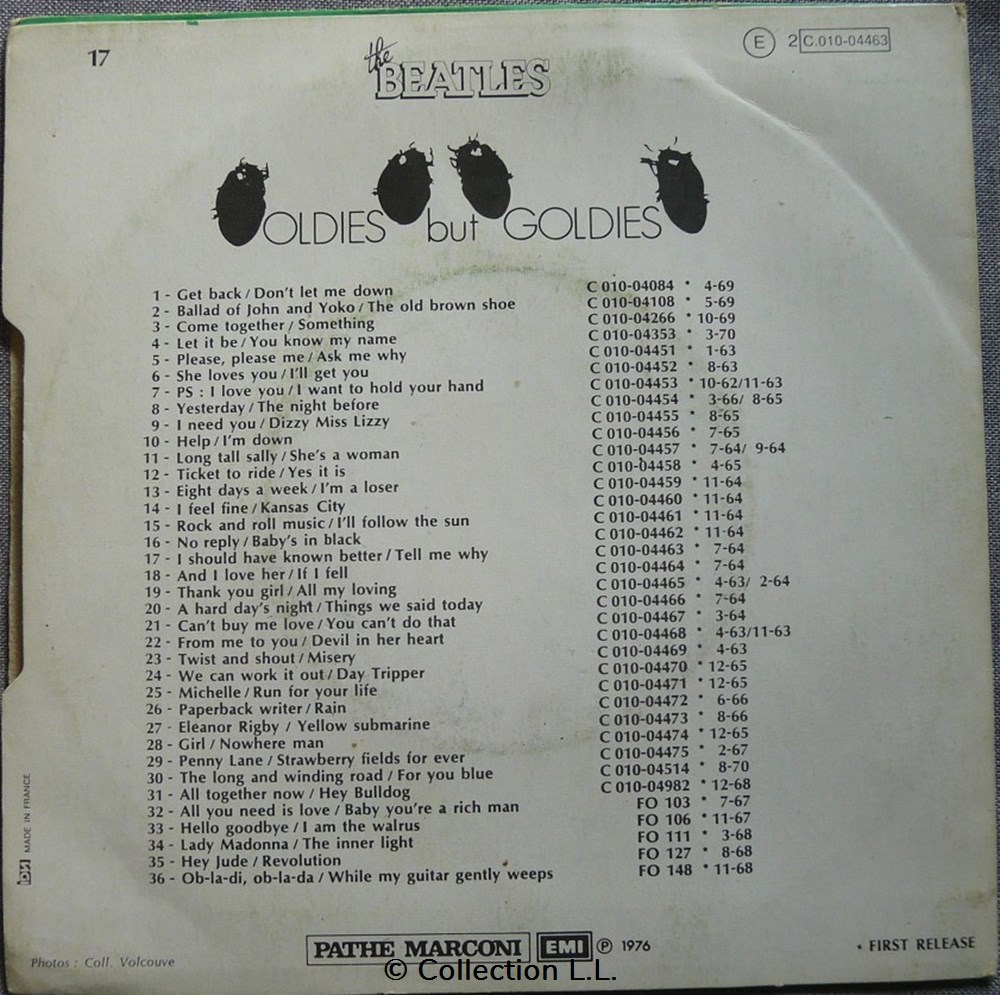 17
E 2 C.010-04463
the BEATLES
OLDIES but GOLDIES
1 - Get back / Don't let me down C 010-04084 * 4-69
2 - Ballad of John and Yoko / The old brown shoe C 010-04108 * 5-69
3 - Come together / Something C 010-04266 * 10-69
4 - Let it be / You know my name C 010-04353 * 3-70
5 - Please, please me / Ask me why C 010-04451 * 1-63
6 - She loves you / I'll get you C 010-04452 * 8-63
7 - PS : I love you / I want to hold your hand C 010-04453 * 10-62/11-63
8 - Yesterday / The night before C 010-04454 * 3-66/ 8-65
9 - I need you / Dizzy Miss Lizzy C 010-04455 * 8-65
10 - Help / I'm down C 010-04456 * 7-65
11 - Long tall sally / She's a woman C 010-04457 * 7-64/ 9-64
12 - Ticket to ride / Yes it is C 010-04458 * 4-65
13 - Eight days a week / I'm a loser C 010-04459 * 11-64
14 - I feel fine / Kansas City C 010-04460 * 11-64
15 - Rock and roll music / I'll follow the sun C 010-04461 * 11-64
16 - No reply / Baby's in black C 010-04462 * 11-64
17 - I should have known better / Tell me why C 010-04463 * 7-64
18 - And I love her / If I fell C 010-04464 * 7-64
19 - Thank you girl / All my loving C 010-04465 * 4-63/ 2-64
20 - A hard day's night / Things we said today C 010-04466 * 7-64
21 - Can't buy me love / You can't do that C 010-04467 * 3-64
22 - From me to you / Devil in her heart C 010-04468 * 4-63/11-63
23 - Twist and shout / Misery C 010-04469 * 4-63
24 - We can work it out / Day Tripper C 010-04470 * 12-65
25 - Michelle / Run for your life C 010-04471 * 12-65
26 - Paperback writer / Rain C 010-04472 * 6-66
27 - Eleanor Rigby / Yellow submarine C 010-04473 * 8-66
28 - Girl / Nowhere man C 010-04474 * 12-65
29 - Penny Lane / Strawberry fields for ever C 010-04475 * 2-67
30 - The long and winding road / For you blue C 010-04514 * 8-70
31 - All together now / Hey Bulldog C 010-04982 * 12-68
32 - All you need is love / Baby you're a rich man FO 103 * 7-67
33 - Hello goodbye / I am the walrus FO 106 * 11-67
34 - Lady Madonna / The inner light FO 111 * 3-68
35 - Hey Jude / Revolution FO 127 * 8-68
36 - Ob-la-di, ob-la-da / While my guitar gently weeps FO 148 * 11-68
MADE IN FRANCE
PATHE MARCONI EMI ℗ 1976
* FIRST RELEASE
Photos : Coll. Volcouve
© Collection L.L.